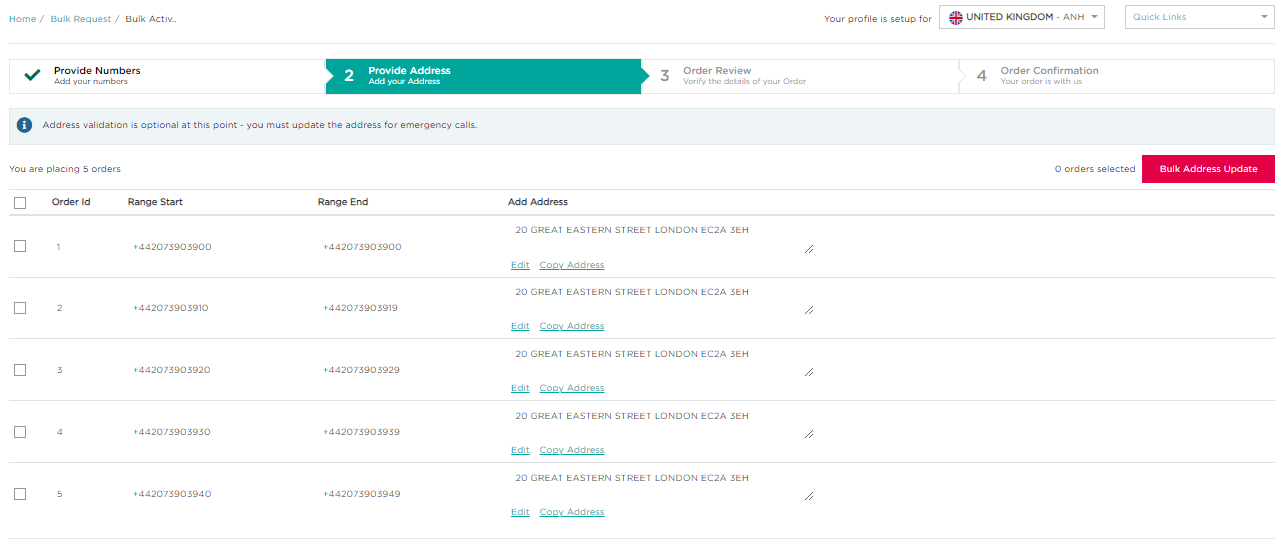 Home / Bulk Request / Bulk Activ..
Your profile is setup for UNITED KINGDOM - ANH Quick Links
Provide Numbers
Add your numbers
2 Provide Address
Add your Address
3 Order Review
Verify the details of your Order
4 Order Confirmation
Your order is with us
Address validation is optional at this point - you must update the address for emergency calls.
You are placing 5 orders 0 orders selected Bulk Address Update
Order Id Range Start Range End Add Address
1 +442073903900 +442073903900 20 GREAT EASTERN STREET LONDON EC2A 3EH
Edit Copy Address
2 +442073903910 +442073903919 20 GREAT EASTERN STREET LONDON EC2A 3EH
Edit Copy Address
3 +442073903920 +442073903929 20 GREAT EASTERN STREET LONDON EC2A 3EH
Edit Copy Address
4 +442073903930 +442073903939 20 GREAT EASTERN STREET LONDON EC2A 3EH
Edit Copy Address
5 +442073903940 +442073903949 20 GREAT EASTERN STREET LONDON EC2A 3EH
Edit Copy Address